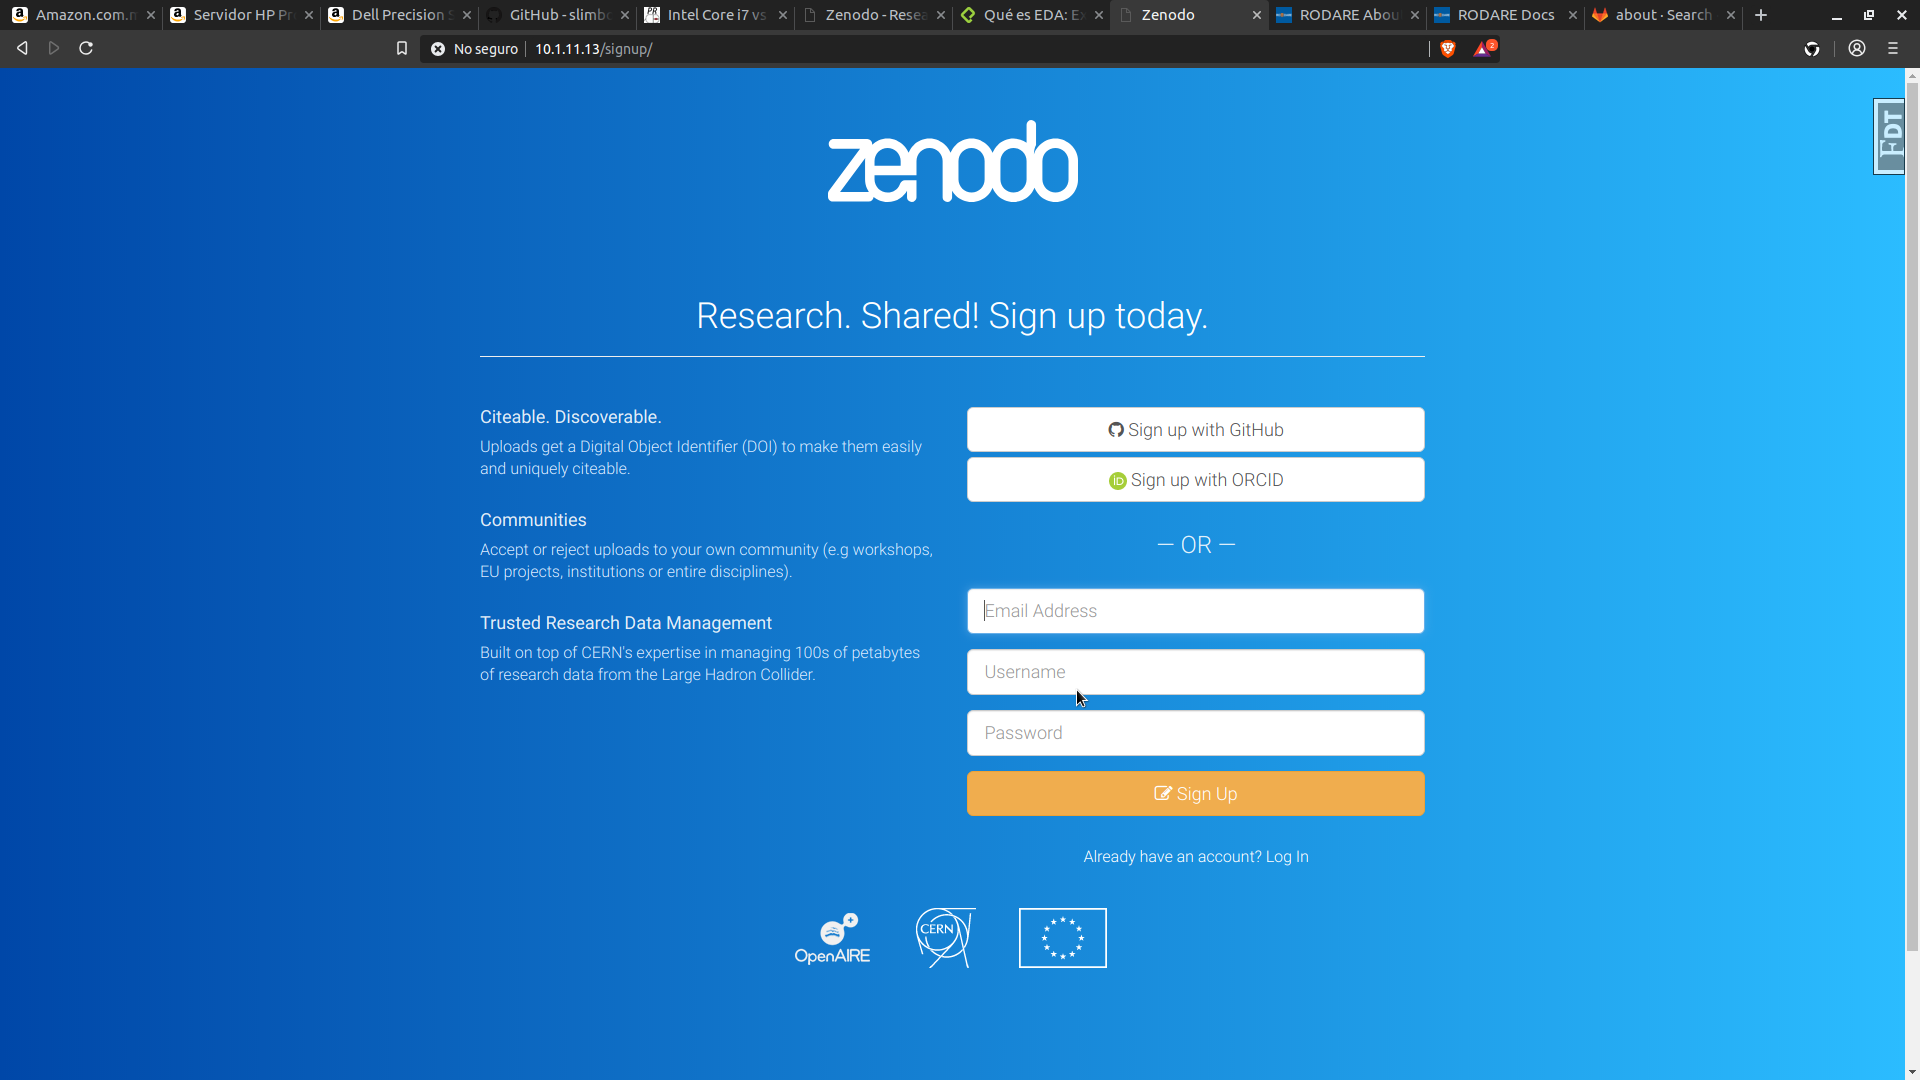 Amazon.com.m
Servidor HP Pr
Dell Precision S
GitHub - slimbo
Intel Core i7 vs
Zenodo - Resea
Qué es EDA: Ex
Zenodo
RODARE Abou
RODARE Docs
about · Search
No seguro
10.1.11.13/signup/
2
FDT
zenodo
Research. Shared! Sign up today.
Citeable. Discoverable.
Uploads get a Digital Object Identifier (DOI) to make them easily
and uniquely citeable.
Communities
Accept or reject uploads to your own community (e.g workshops,
EU projects, institutions or entire disciplines).
Trusted Research Data Management
Built on top of CERN's expertise in managing 100s of petabytes
of research data from the Large Hadron Collider.
Sign up with GitHub
iD Sign up with ORCID
— OR —
Email Address
Username
Password
Sign Up
Already have an account? Log In
OpenAIRE
CERN